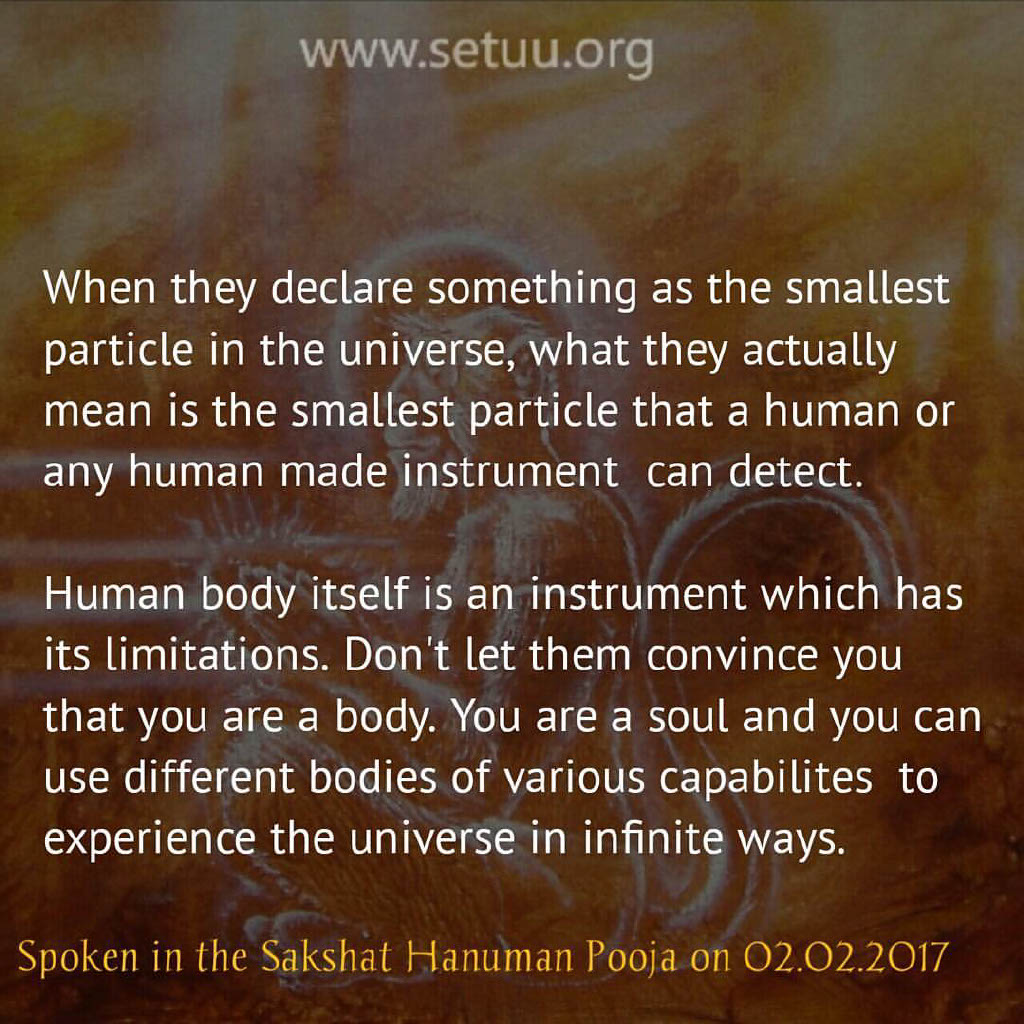 www.setuu.org
When they declare something as the smallest
particle in the universe, what they actually
mean is the smallest particle that a human or
any human made instrument can detect.
Human body itself is an instrument which has
its limitations. Don't let them convince you
that you are a body. You are a soul and you can
use different bodies of various capabilites to
experience the universe in infinite ways.
Spoken in the Sakshat Hanuman Pooja on 02.02.2017